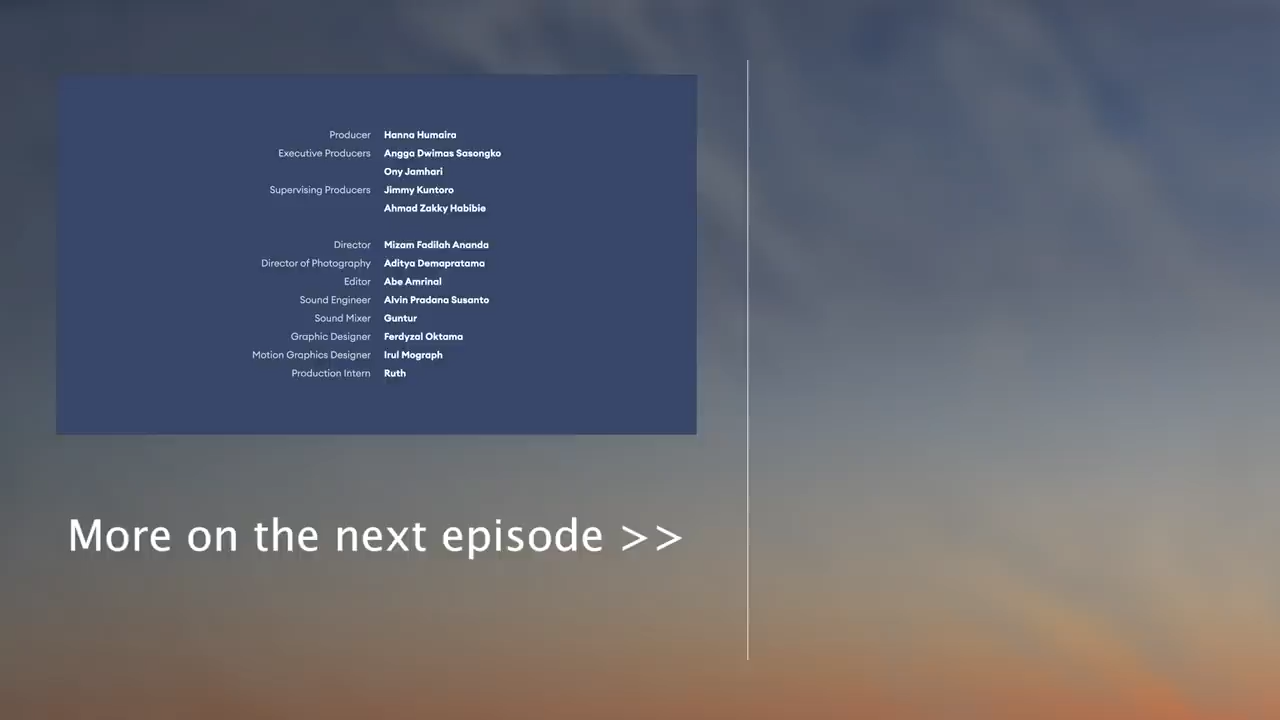 Producer Hanna Humaira
Executive Producers Angga Dwimas Sasongko
Ony Jamhari
Supervising Producers Jimmy Kuntoro
Ahmad Zakky Habibie
Director Mizam Fadilah Ananda
Director of Photography Aditya Demapratama
Editor Abe Amrinal
Sound Engineer Alvin Pradana Susanto
Sound Mixer Guntur
Graphic Designer Ferdyzal Oktama
Motion Graphics Designer Irul Mograph
Production Intern Ruth
More on the next episode >>